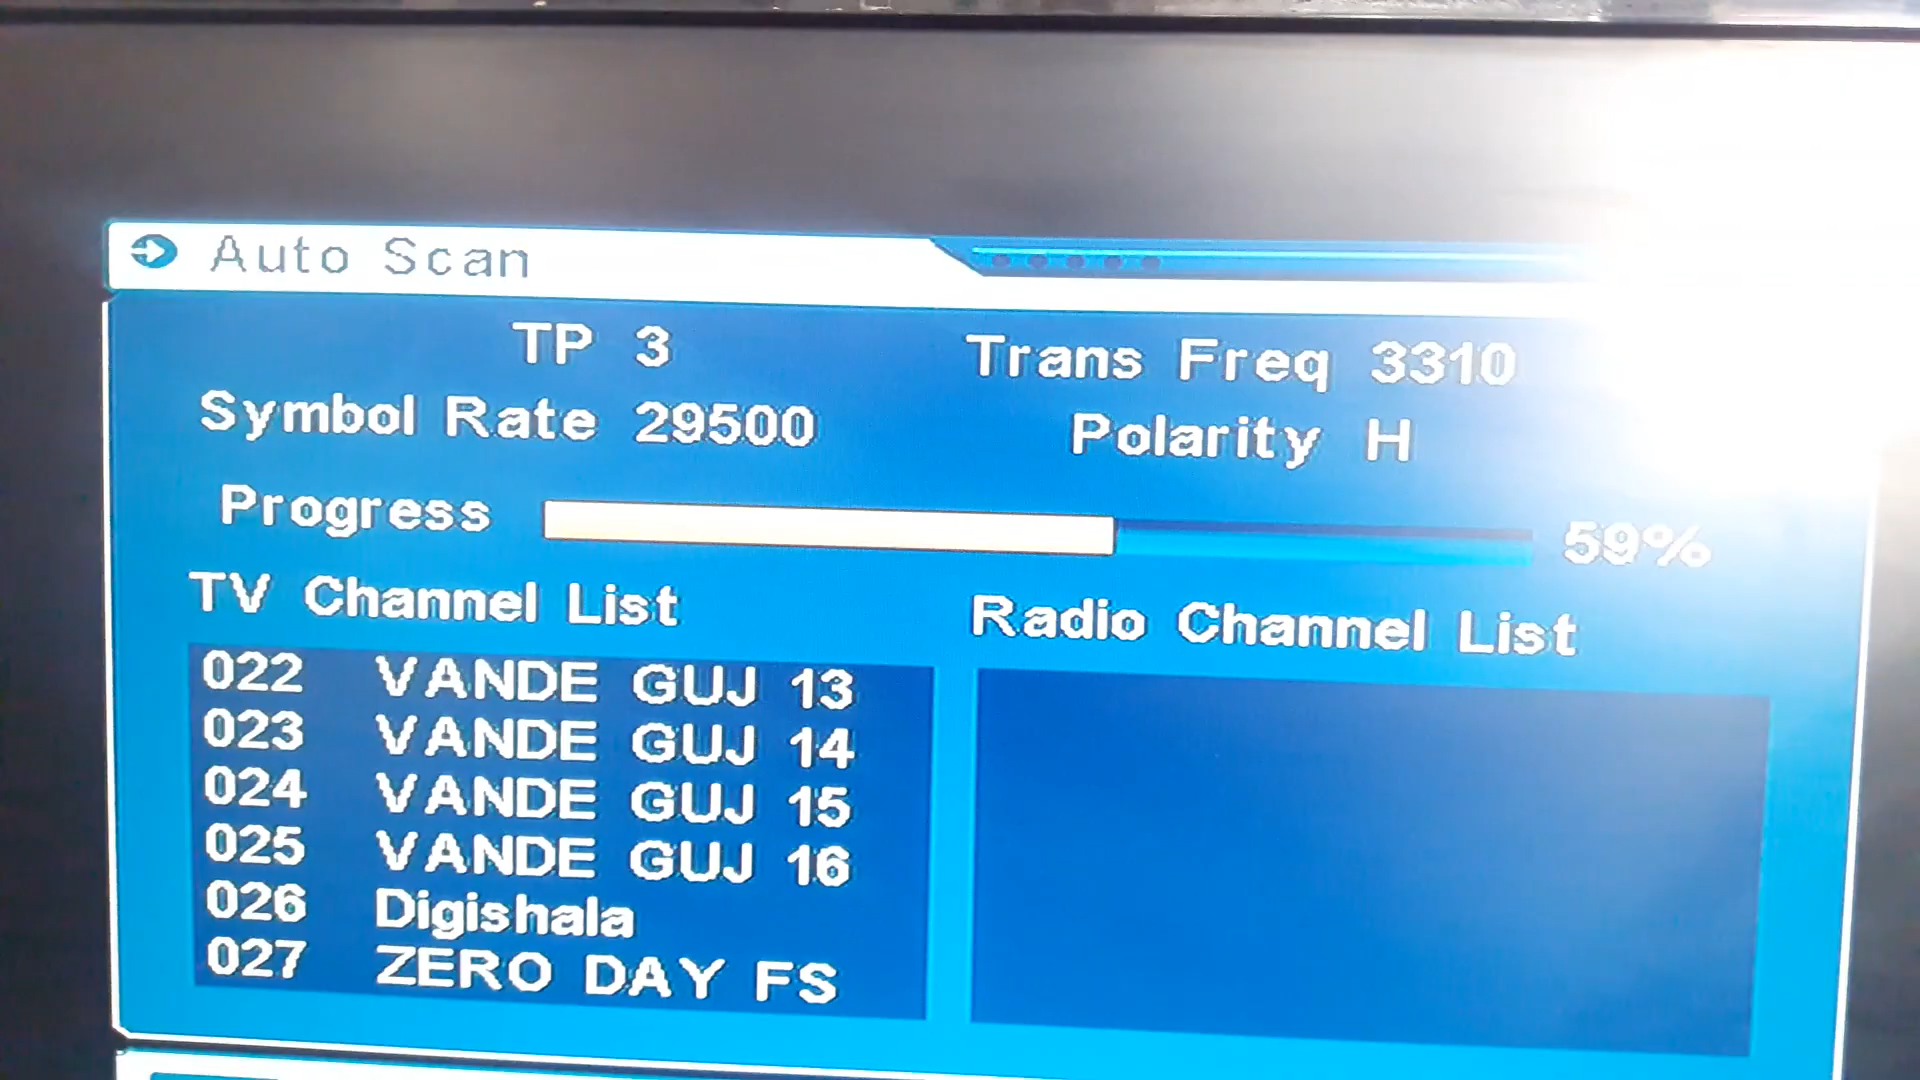 Auto Scan
TP 3 Trans Freq 3310
Symbol Rate 29500 Polarity H
Progress 59%
TV Channel List Radio Channel List
022 VANDE GUJ 13
023 VANDE GUJ 14
024 VANDE GUJ 15
025 VANDE GUJ 16
026 Digishala
027 ZERO DAY FS